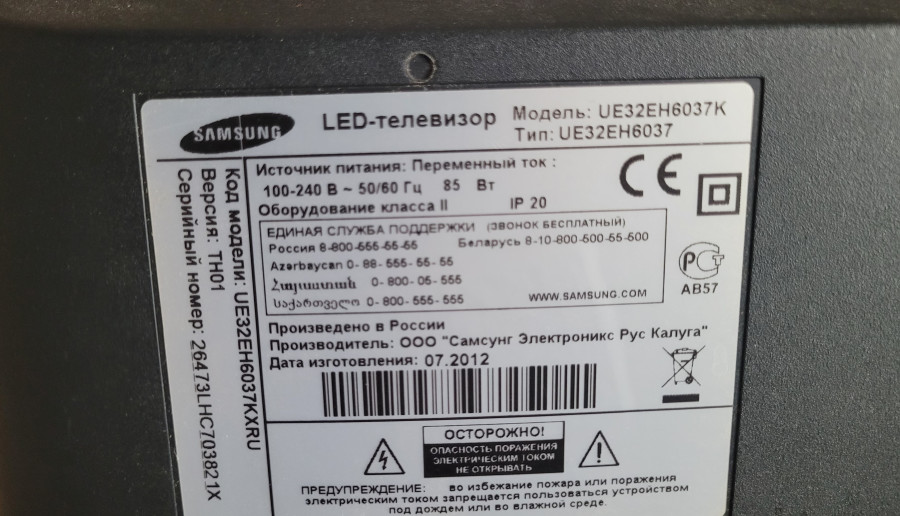 SAMSUNG
LED-телевизор
Модель: UE32EH6037K
Тип: UE32EH6037
Код модели: UE32EH6037KXRU
Версия: TH01
Серийный номер: 26473LHC703821X
Источник питания: Переменный ток :
100-240 В ~ 50/60 Гц 85 Вт
Оборудование класса II IP 20
CE
ЕДИНАЯ СЛУЖБА ПОДДЕРЖКИ (ЗВОНОК БЕСПЛАТНЫЙ)
Россия 8-800-555-55-55 Беларусь 8-10-800-500-55-500
Azərbaycan 0- 88- 555- 55- 55
Հայաստան 0- 800- 05- 555
საქართველო 0- 800- 555- 555
WWW.SAMSUNG.COM
АВ57
Произведено в России
Производитель: ООО "Самсунг Электроникс Рус Калуга"
Дата изготовления: 07.2012
ОСТОРОЖНО!
ОПАСНОСТЬ ПОРАЖЕНИЯ
ЭЛЕКТРИЧЕСКИМ ТОКОМ
НЕ ОТКРЫВАТЬ
ПРЕДУПРЕЖДЕНИЕ: во избежание пожара или поражения
электрическим током запрещается пользоваться устройством
под дождем или во влажной среде.